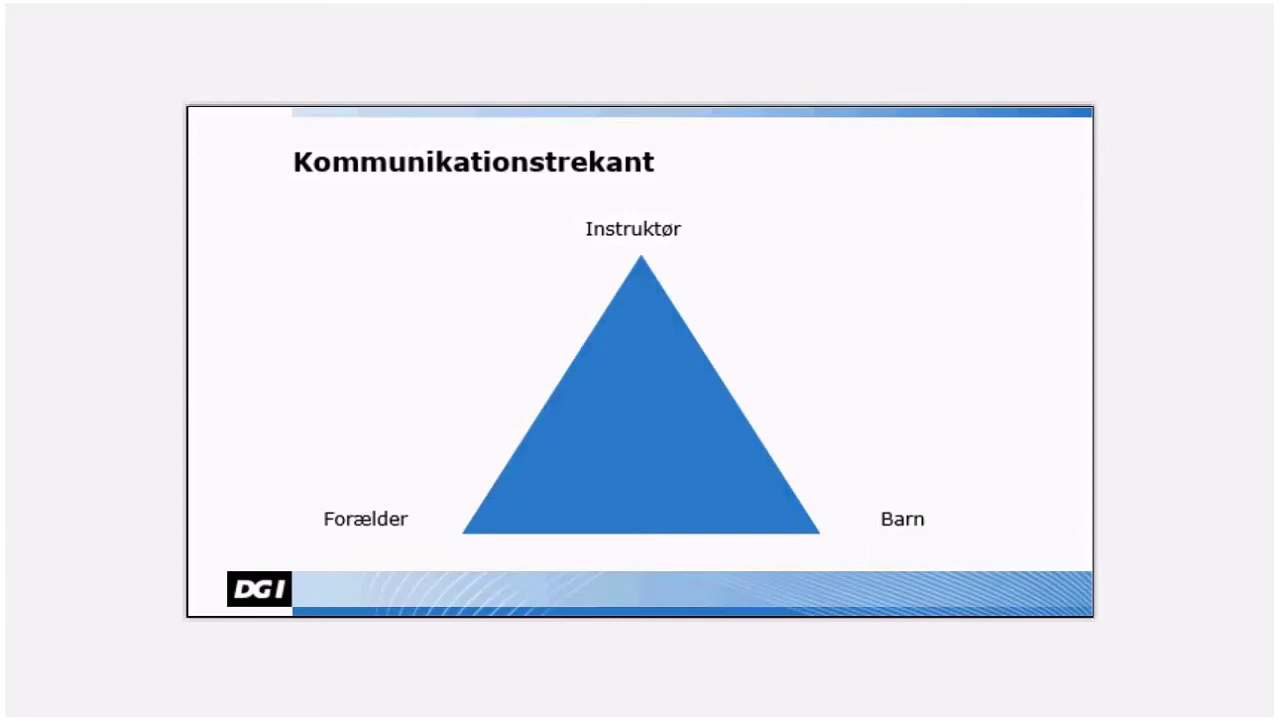 Kommunikationstrekant
Instruktør
Forælder
Barn
DGI